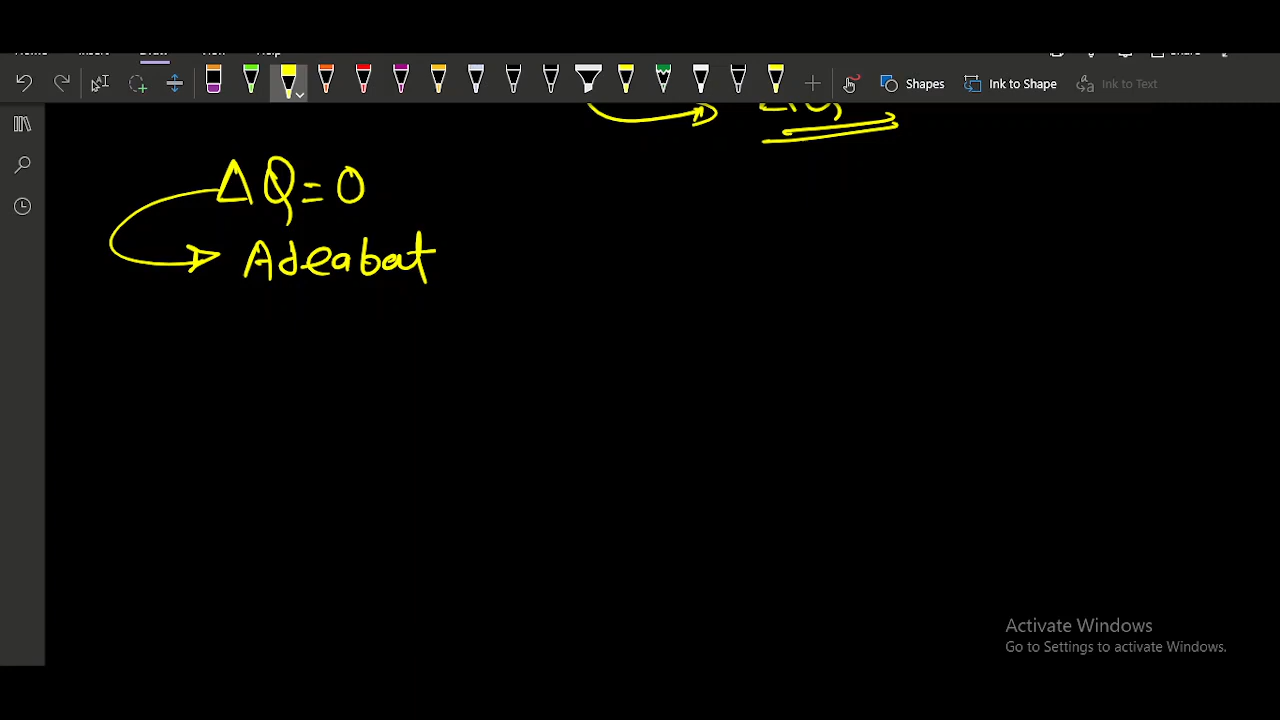 Shapes
Ink to Shape
Ink to Text
ΔQ=0
Adeabat
Activate Windows
Go to Settings to activate Windows.